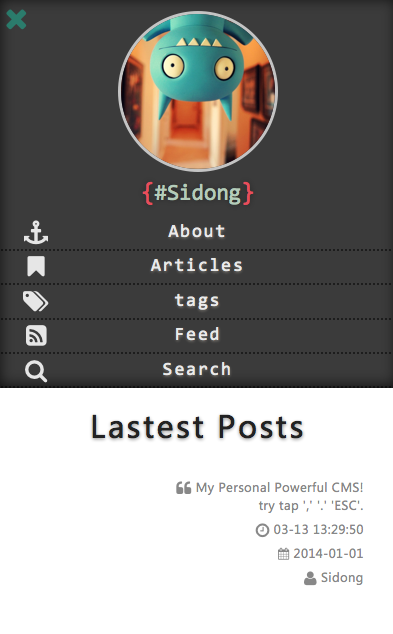 {#Sidong}
About
Articles
tags
Feed
Search
Lastest Posts
My Personal Powerful CMS!
try tap ',' '.' 'ESC'.
03-13 13:29:50
2014-01-01
Sidong